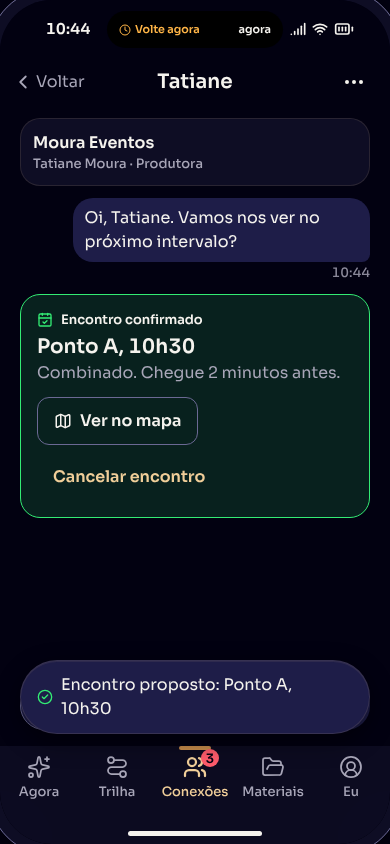 10:44
Volte agora
agora
Voltar
Tatiane
Moura Eventos
Tatiane Moura · Produtora
Oi, Tatiane. Vamos nos ver no
próximo intervalo?
10:44
Encontro confirmado
Ponto A, 10h30
Combinado. Chegue 2 minutos antes.
Ver no mapa
Cancelar encontro
Encontro proposto: Ponto A,
10h30
3
Agora
Trilha
Conexões
Materiais
Eu